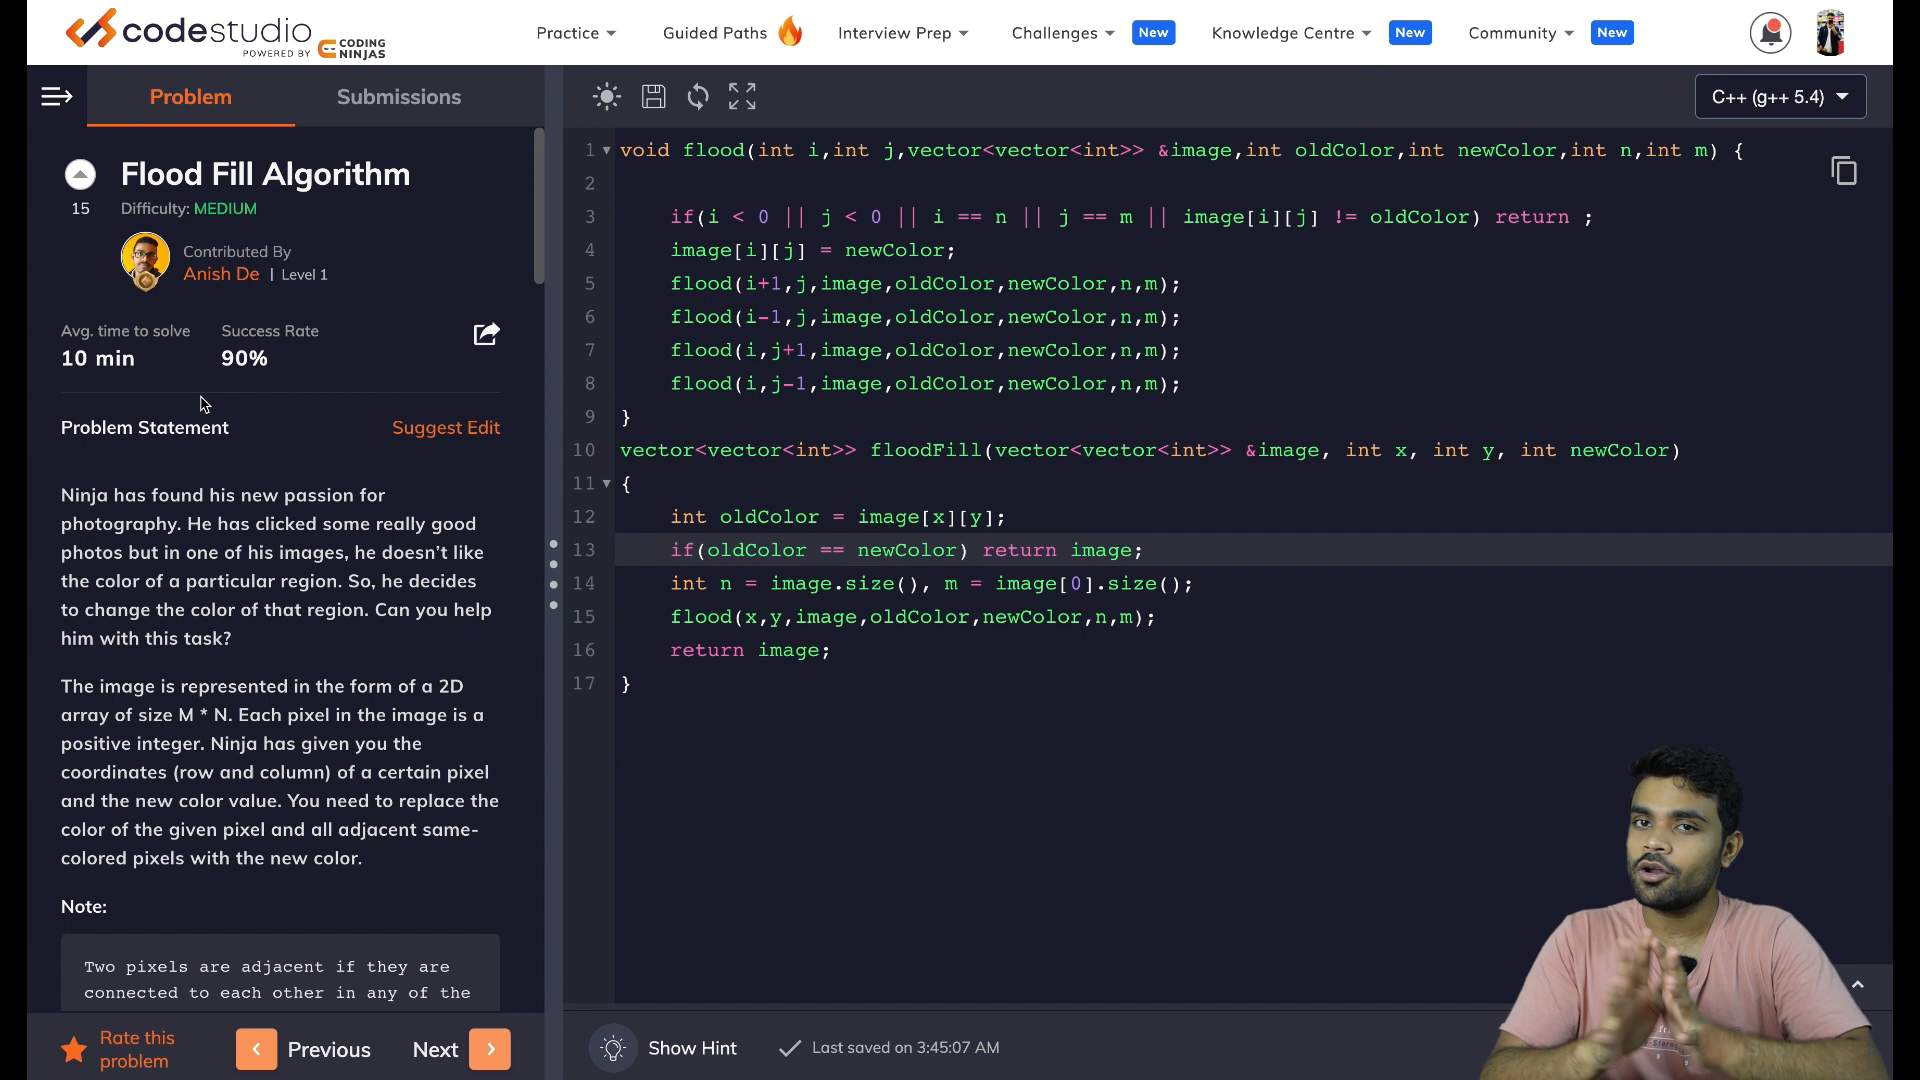 codestudio
POWERED BY CODING NINJAS
Practice
Guided Paths
Interview Prep
Challenges
New
Knowledge Centre
New
Community
New
Problem
Submissions
C++ (g++ 5.4)
Flood Fill Algorithm
15
Difficulty: MEDIUM
Contributed By
Anish De | Level 1
Avg. time to solve
10 min
Success Rate
90%
Problem Statement
Suggest Edit
Ninja has found his new passion for
photography. He has clicked some really good
photos but in one of his images, he doesn’t like
the color of a particular region. So, he decides
to change the color of that region. Can you help
him with this task?
The image is represented in the form of a 2D
array of size M * N. Each pixel in the image is a
positive integer. Ninja has given you the
coordinates (row and column) of a certain pixel
and the new color value. You need to replace the
color of the given pixel and all adjacent same-
colored pixels with the new color.
Note:
Two pixels are adjacent if they are
connected to each other in any of the
Rate this
problem
Previous
Next
1 void flood(int i,int j,vector<vector<int>> &image,int oldColor,int newColor,int n,int m) {
2
3 if(i < 0 || j < 0 || i == n || j == m || image[i][j] != oldColor) return ;
4 image[i][j] = newColor;
5 flood(i+1,j,image,oldColor,newColor,n,m);
6 flood(i-1,j,image,oldColor,newColor,n,m);
7 flood(i,j+1,image,oldColor,newColor,n,m);
8 flood(i,j-1,image,oldColor,newColor,n,m);
9 }
10 vector<vector<int>> floodFill(vector<vector<int>> &image, int x, int y, int newColor)
11 {
12 int oldColor = image[x][y];
13 if(oldColor == newColor) return image;
14 int n = image.size(), m = image[0].size();
15 flood(x,y,image,oldColor,newColor,n,m);
16 return image;
17 }
Show Hint
Last saved on 3:45:07 AM